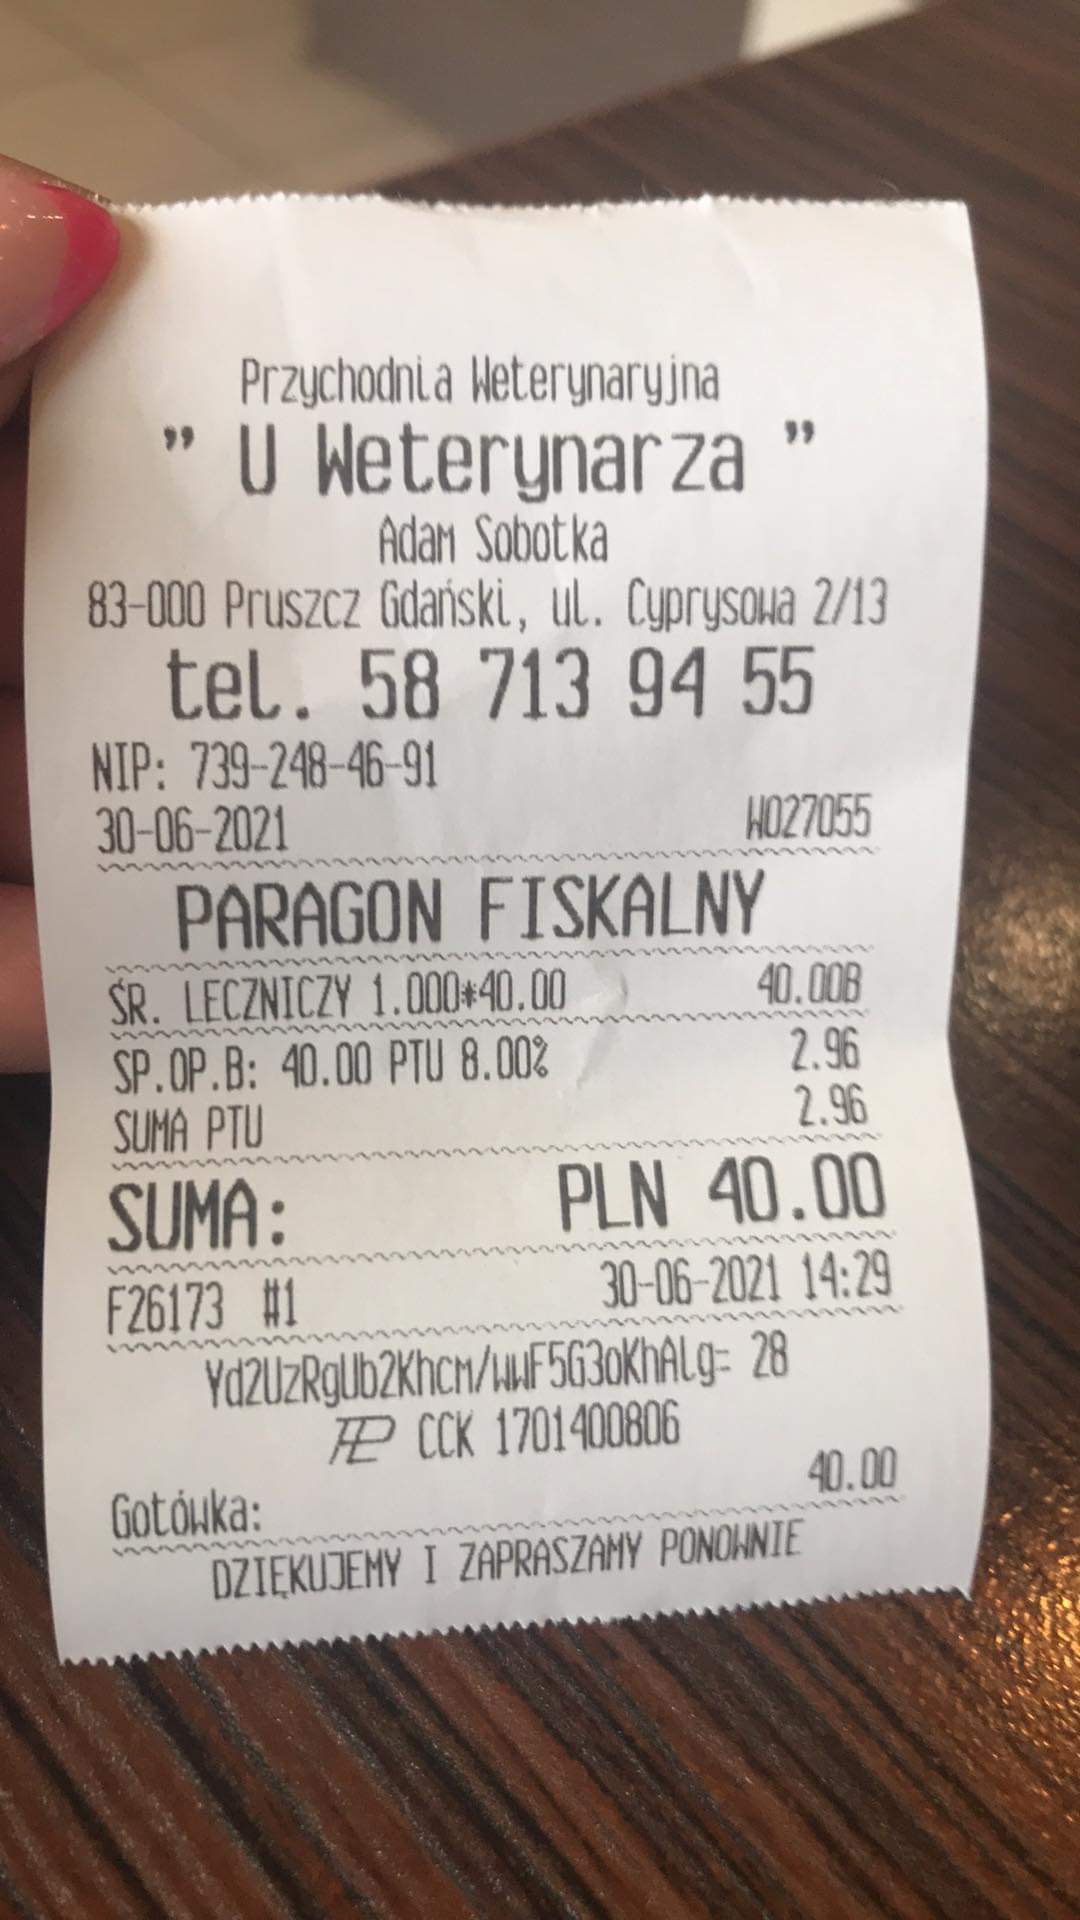 Przychodnia Weterynaryjna
" U Weterynarza "
Adam Sobotka
83-000 Pruszcz Gdański, ul. Cyprysowa 2/13
tel. 58 713 94 55
NIP: 739-248-46-91
30-06-2021 W027055
PARAGON FISKALNY
ŚR. LECZNICZY 1.000*40.00 40.00B
SP.OP.B: 40.00 PTU 8.00% 2.96
SUMA PTU 2.96
SUMA: PLN 40.00
F26173 #1 30-06-2021 14:29
Yd2UzRgUb2Khcm/wwF5G3oKhALg= 28
CCK 1701400806
Gotówka: 40.00
DZIĘKUJEMY I ZAPRASZAMY PONOWNIE